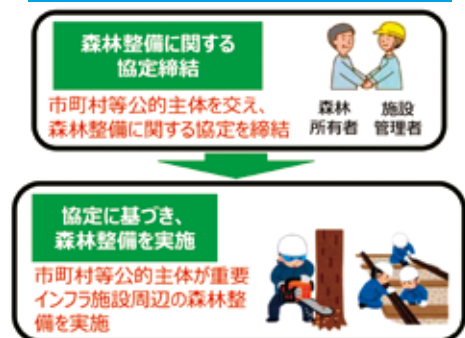 森林整備に関する
協定締結
市町村等公的主体を交え、
森林整備に関する協定を締結
森林
所有者
施設
管理者
協定に基づき、
森林整備を実施
市町村等公的主体が重要
インフラ施設周辺の森林整
備を実施